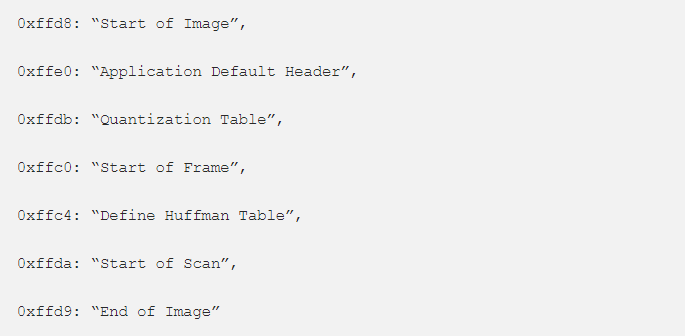 0xffd8: “Start of Image”,
0xffe0: “Application Default Header”,
0xffdb: “Quantization Table”,
0xffc0: “Start of Frame”,
0xffc4: “Define Huffman Table”,
0xffda: “Start of Scan”,
0xffd9: “End of Image”